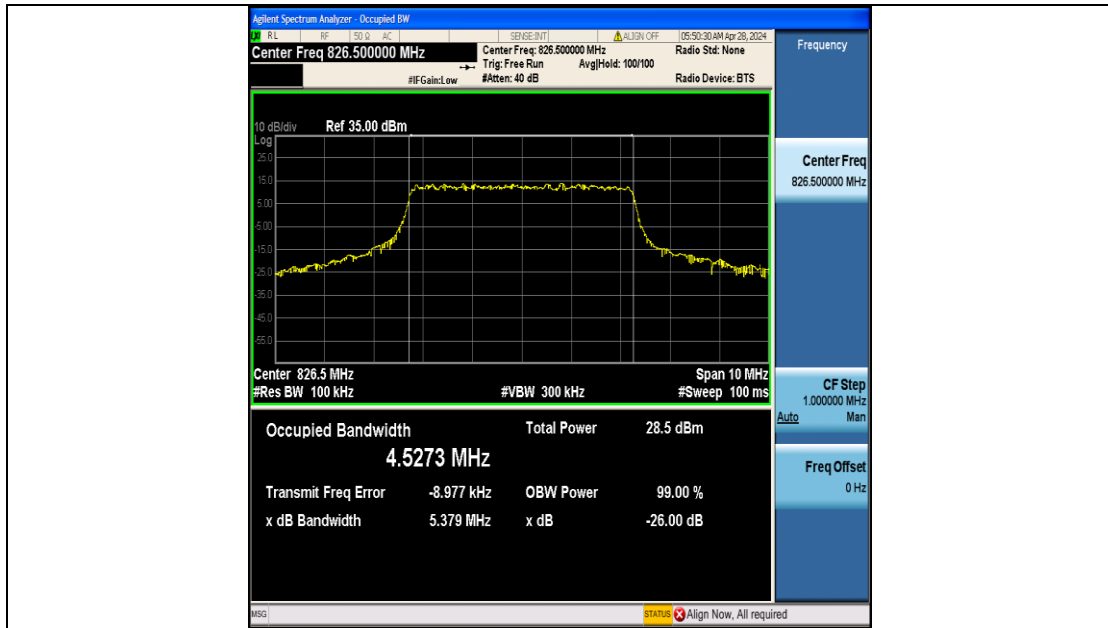 Agilent Spectrum Analyzer - Occupied BW
RL RF 50 Ω AC SENSE:INT ALIGN OFF 05:50:30 AM Apr 28, 2024
Center Freq 826.500000 MHz
Center Freq: 826.500000 MHz Radio Std: None
Trig: Free Run Avg|Hold: 100/100
#IFGain:Low #Atten: 40 dB Radio Device: BTS
10 dB/div Ref 35.00 dBm
Log
25.0
15.0
5.00
-5.00
-15.0
-25.0
-35.0
-45.0
-55.0
Center 826.5 MHz Span 10 MHz
#Res BW 100 kHz #VBW 300 kHz #Sweep 100 ms
Occupied Bandwidth Total Power 28.5 dBm
4.5273 MHz
Transmit Freq Error -8.977 kHz OBW Power 99.00 %
x dB Bandwidth 5.379 MHz x dB -26.00 dB
Frequency
Center Freq
826.500000 MHz
CF Step
1.000000 MHz
Auto Man
Freq Offset
0 Hz
MSG STATUS Align Now, All required